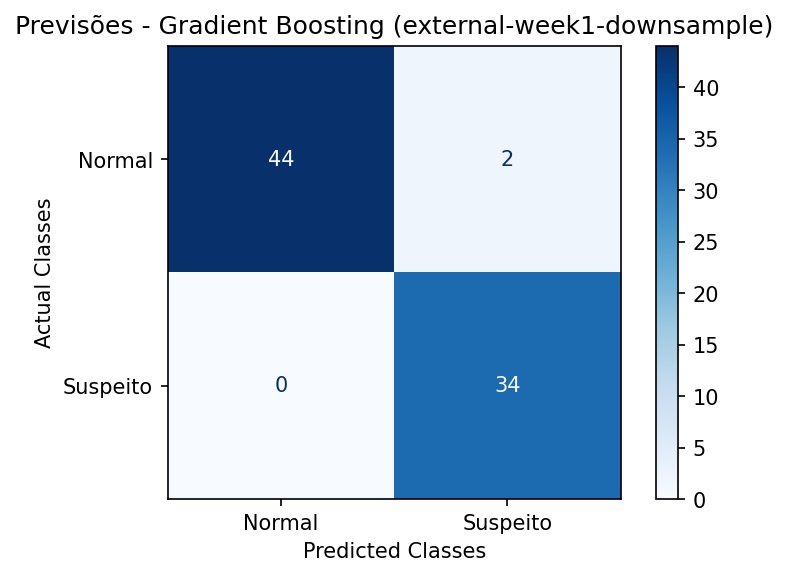 Previsões - Gradient Boosting (external-week1-downsample)
Normal
44
2
Suspeito
0
34
Normal
Suspeito
Predicted Classes
Actual Classes
40
35
30
25
20
15
10
5
0